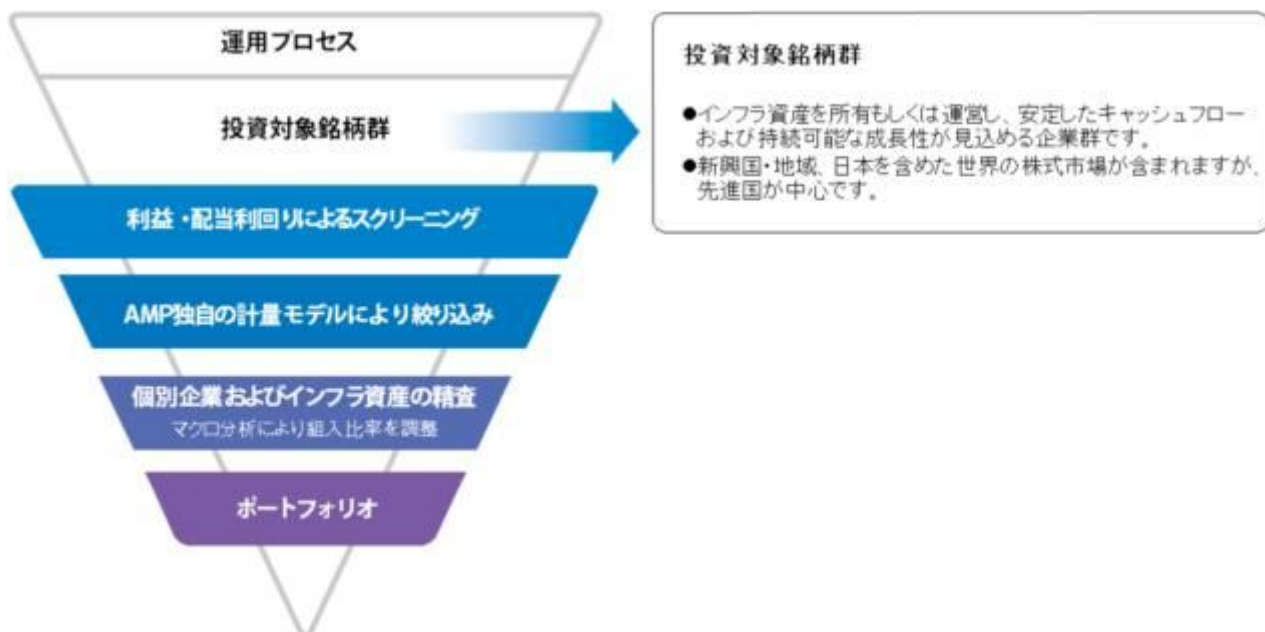 運用プロセス
投資対象銘柄群
利益・配当利回りによるスクリーニング
AMP独自の計量モデルにより絞り込み
個別企業およびインフラ資産の精査
マクロ分析により組入比率を調整
ポートフォリオ
投資対象銘柄群
●インフラ資産を所有もしくは運営し、安定したキャッシュフロー
および持続可能な成長性が見込める企業群です。
●新興国・地域、日本を含めた世界の株式市場が含まれますが、
先進国が中心です。